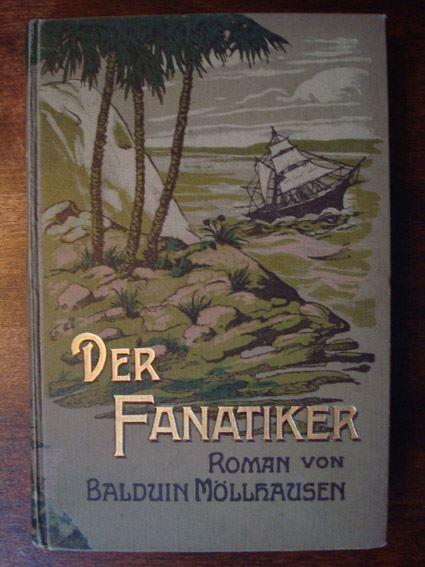 DER
FANATIKER
ROMAN VON
BALDUIN MÖLLHAUSEN